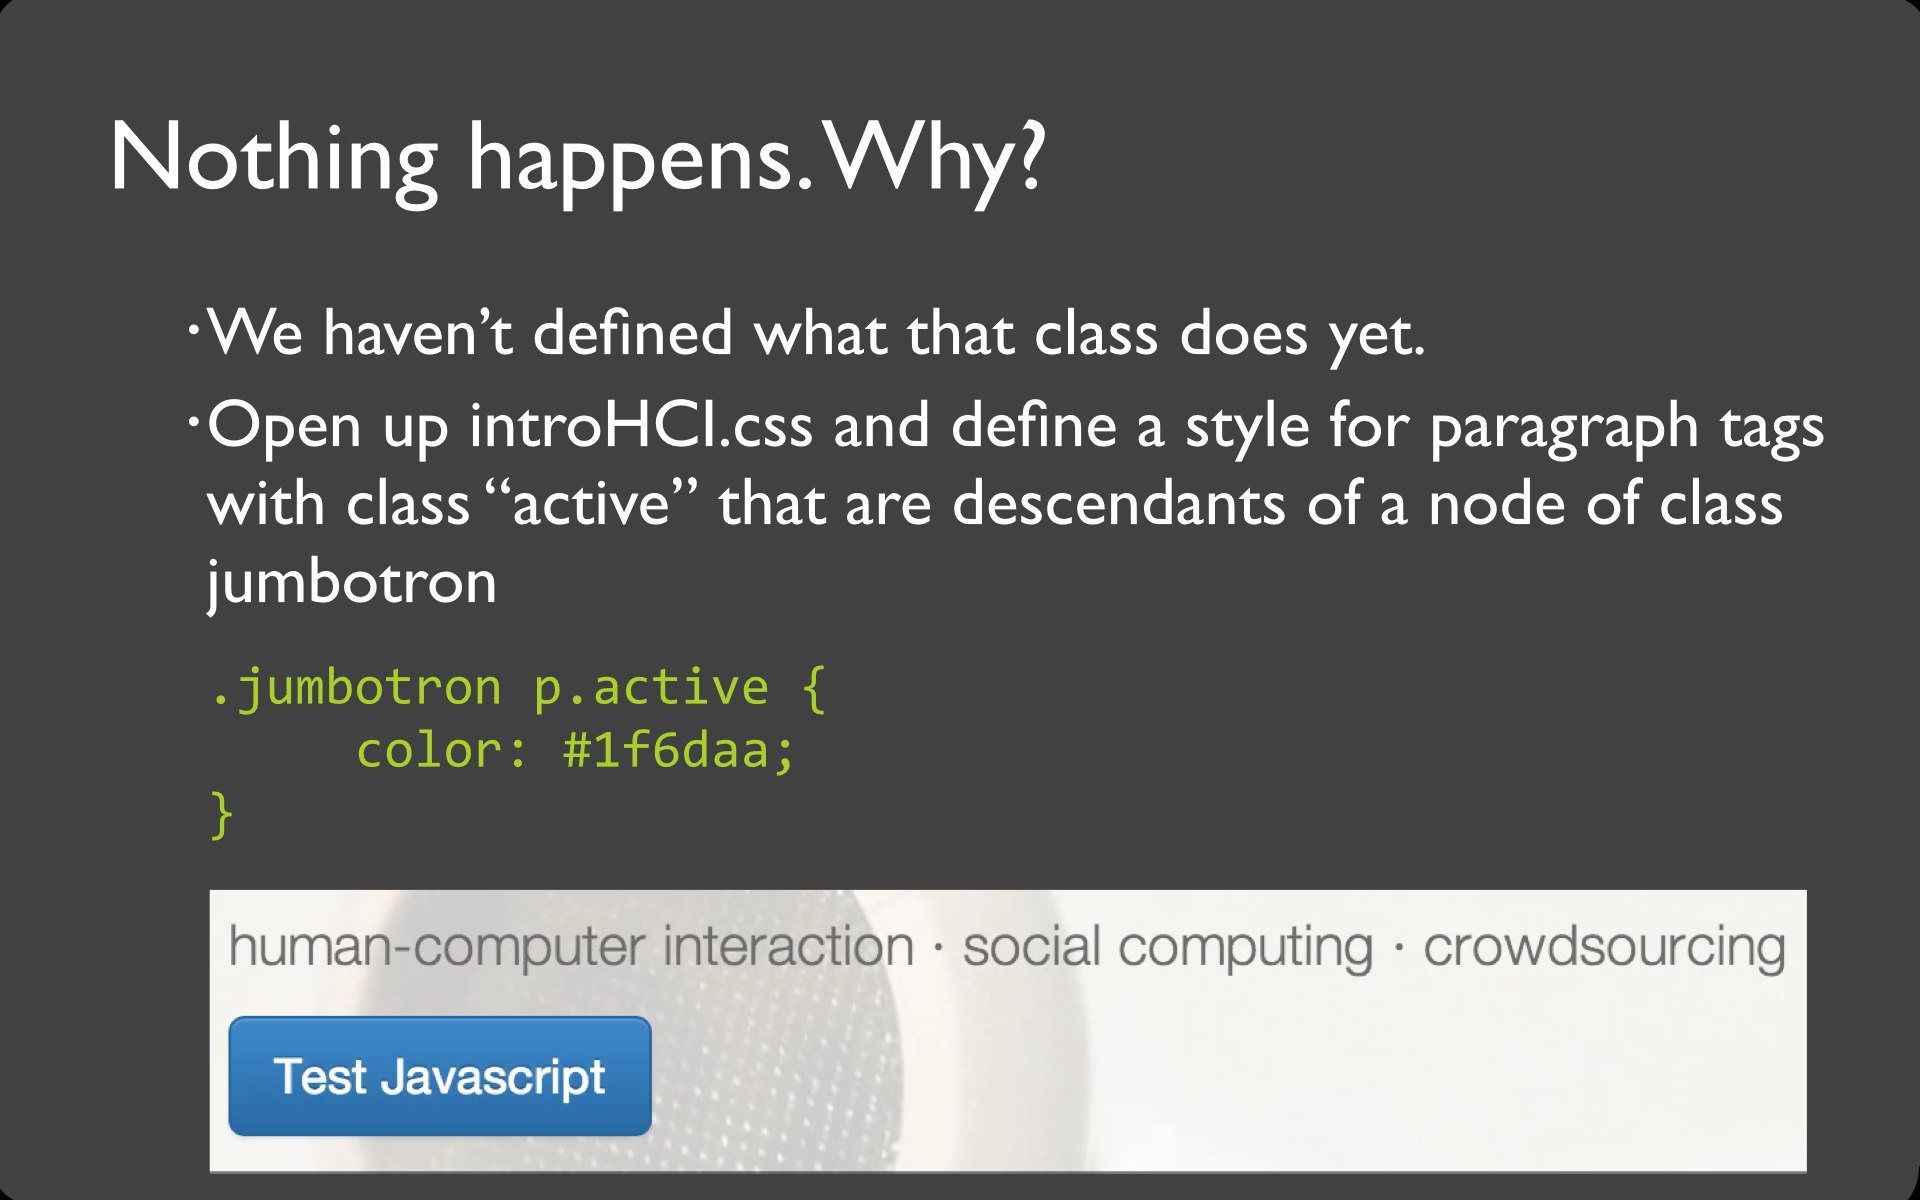 Nothing happens. Why?
·We haven’t defined what that class does yet.
·Open up introHCI.css and define a style for paragraph tags
with class “active” that are descendants of a node of class
jumbotron
.jumbotron p.active {
     color: #1f6daa;
}
human-computer interaction · social computing · crowdsourcing
Test Javascript